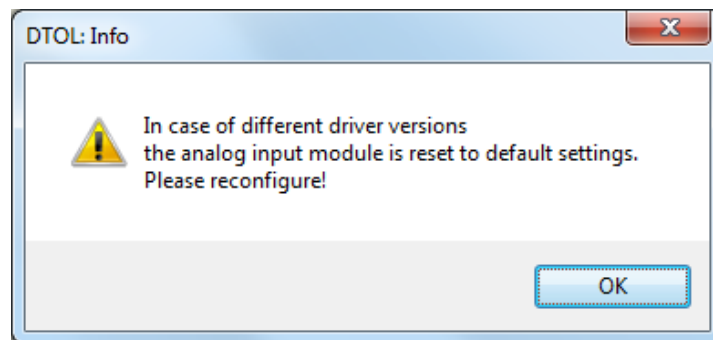 DTOL: Info
In case of different driver versions
the analog input module is reset to default settings.
Please reconfigure!
OK